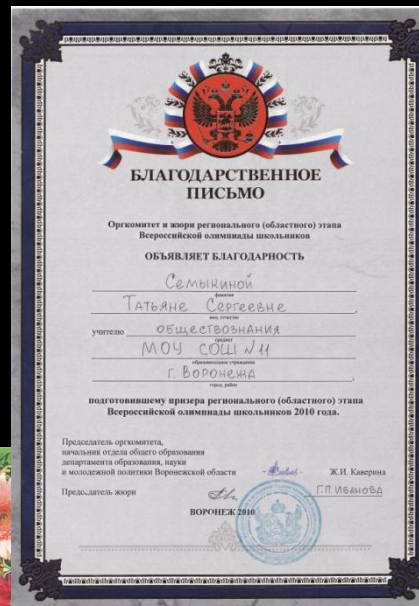 БЛАГОДАРСТВЕННОЕ
ПИСЬМО
Оргкомитет и жюри регионального (областного) этапа
Всероссийской олимпиады школьников
ОБЪЯВЛЯЕТ БЛАГОДАРНОСТЬ
Семыкиной
фамилия
Татьяне Сергеевне
имя, отчество
учителю обществознания
предмет
МОУ СОШ №11
образовательное учреждение
г. Воронежа
город, район
подготовившему призера регионального (областного) этапа
Всероссийской олимпиады школьников 2010 года.
Председатель оргкомитета,
начальник отдела общего образования
департамента образования, науки
и молодежной политики Воронежской области Ж.И. Каверина
Председатель жюри Г.П. Иванова
ВОРОНЕЖ 2010